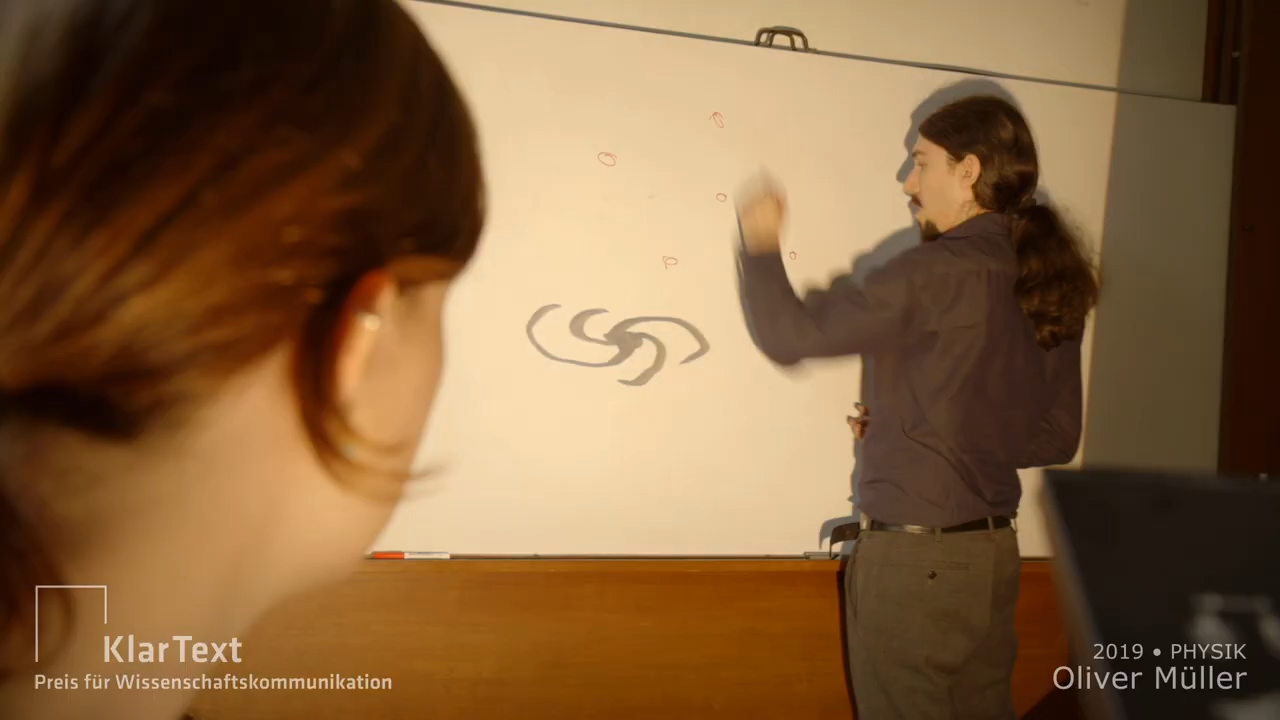 KlarText
Preis für Wissenschaftskommunikation
2019 • PHYSIK
Oliver Müller